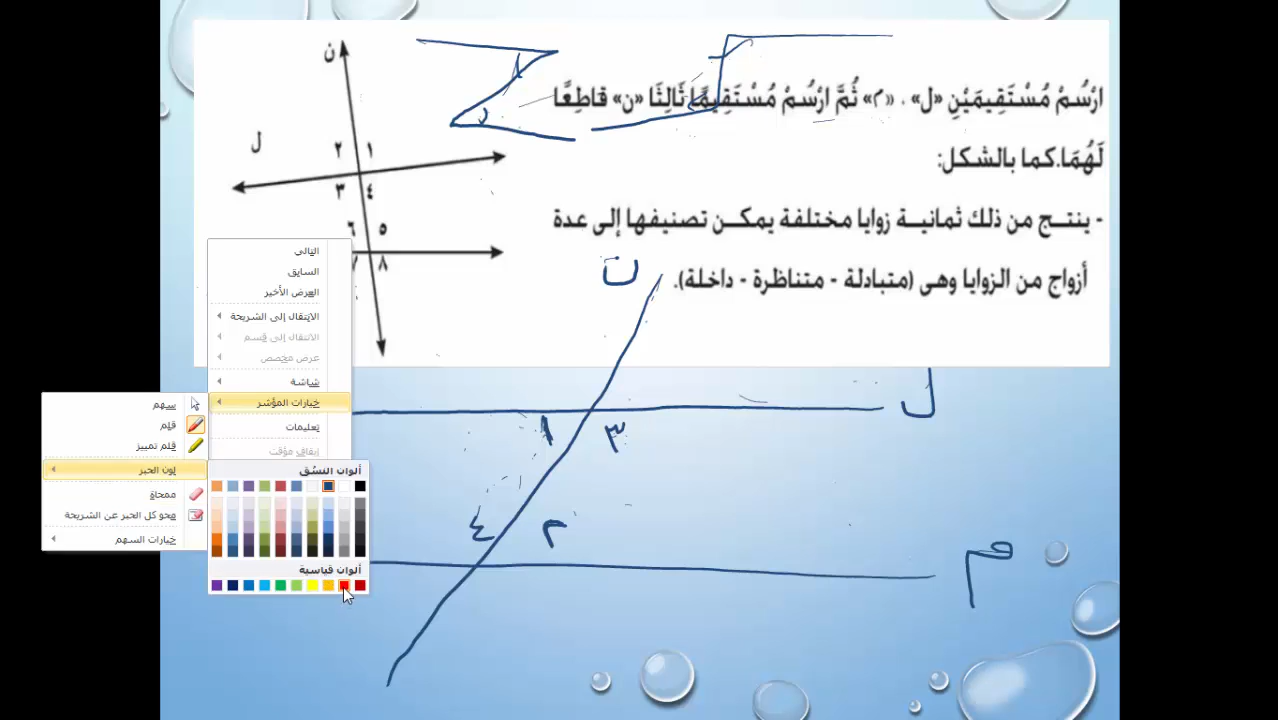 ارْسُمْ مُسْتَقِيمَيْنِ «ل» ، «م» ثُمَّ ارْسُمْ مُسْتَقِيمًا ثَالِثًا «ن» قاطِعًا
لَهُمَا.كما بالشكل:
- ينتج من ذلك ثمانية زوايا مختلفة يمكن تصنيفها إلى عدة
أزواج من الزوايا وهى (متبادلة - متناظرة - داخلة).
ن
ل
٢ ١
٣ ٤
٦ ٥
٧ ٨
ن
ل
١ ٣
٤ ٢
م
١
٢
التالي
السابق
العرض الأخير
الانتقال إلى الشريحة
الانتقال إلى قسم
عرض مخصص
شاشة
خيارات المؤشر
تعليمات
إيقاف مؤقت
سهم
قلم
قلم تمييز
لون الحبر
ممحاة
محو كل الحبر عن الشريحة
خيارات السهم
ألوان النسُق
ألوان قياسية